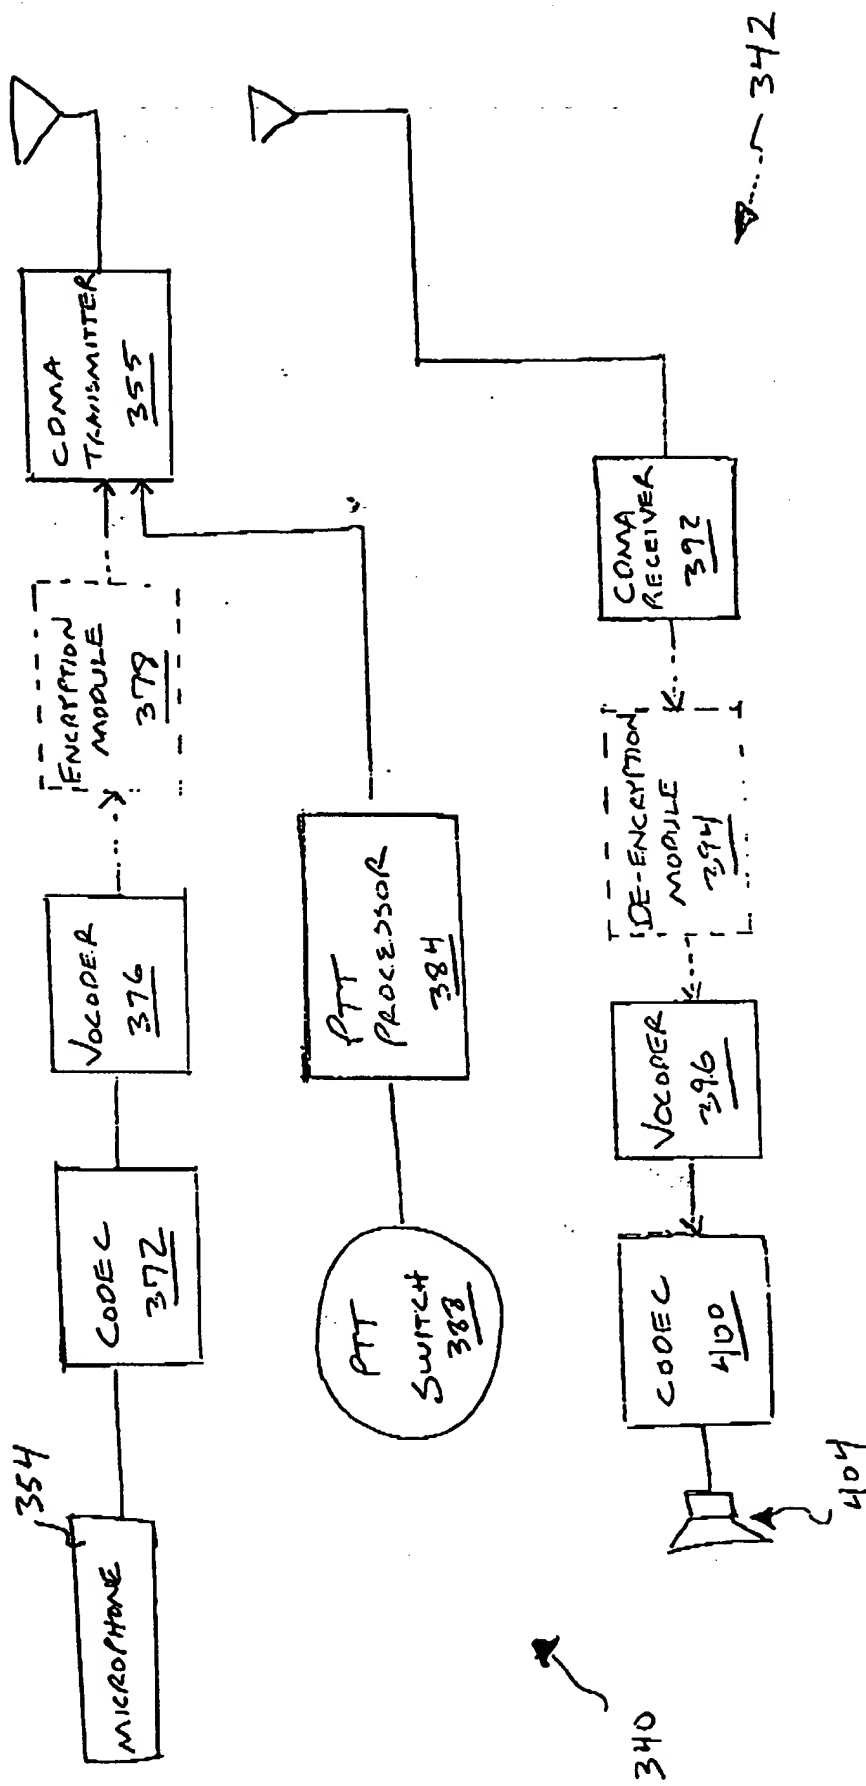 354
MICROPHONE
CODEC
372
VOCODER
376
ENCRYPTION
MODULE
379
CDMA
TRANSMITTER
355
PTT
SWITCH
388
PTT
PROCESSOR
384
404
CODEC
400
VOCODER
396
DE-ENCRYPTION
MODULE
394
CDMA
RECEIVER
392
340
342